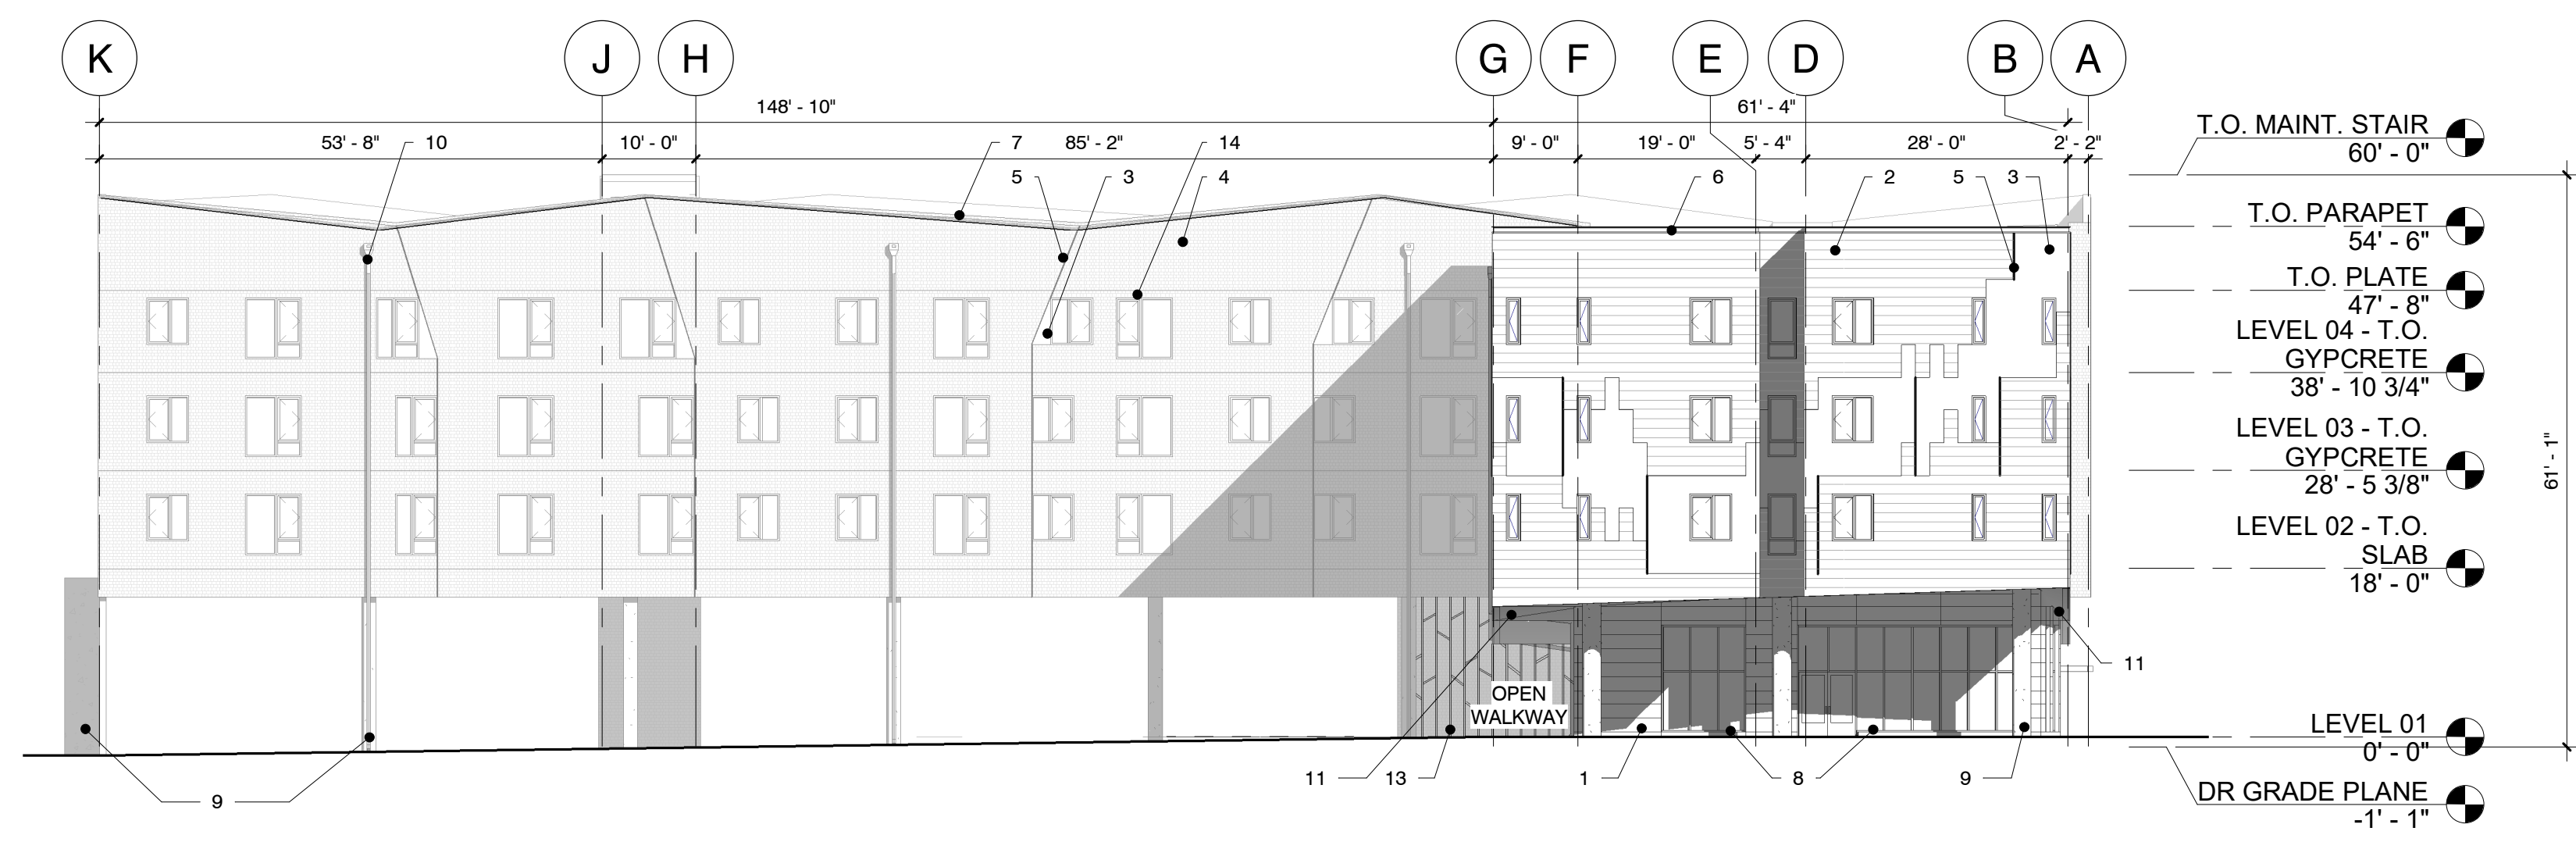 K J H G F E D B A
148' - 10" 61' - 4"
53' - 8" 10 10' - 0" 7 85' - 2" 14 9' - 0" 19' - 0" 5' - 4" 28' - 0" 2' - 2"
5 3 4 6 2 5 3
T.O. MAINT. STAIR
60' - 0"
T.O. PARAPET
54' - 6"
T.O. PLATE
47' - 8"
LEVEL 04 - T.O.
GYPCRETE
38' - 10 3/4"
LEVEL 03 - T.O.
GYPCRETE
28' - 5 3/8"
61' - 1"
LEVEL 02 - T.O.
SLAB
18' - 0"
11
OPEN
WALKWAY
LEVEL 01
0' - 0"
11 13 1 8 9
9
DR GRADE PLANE
-1' - 1"